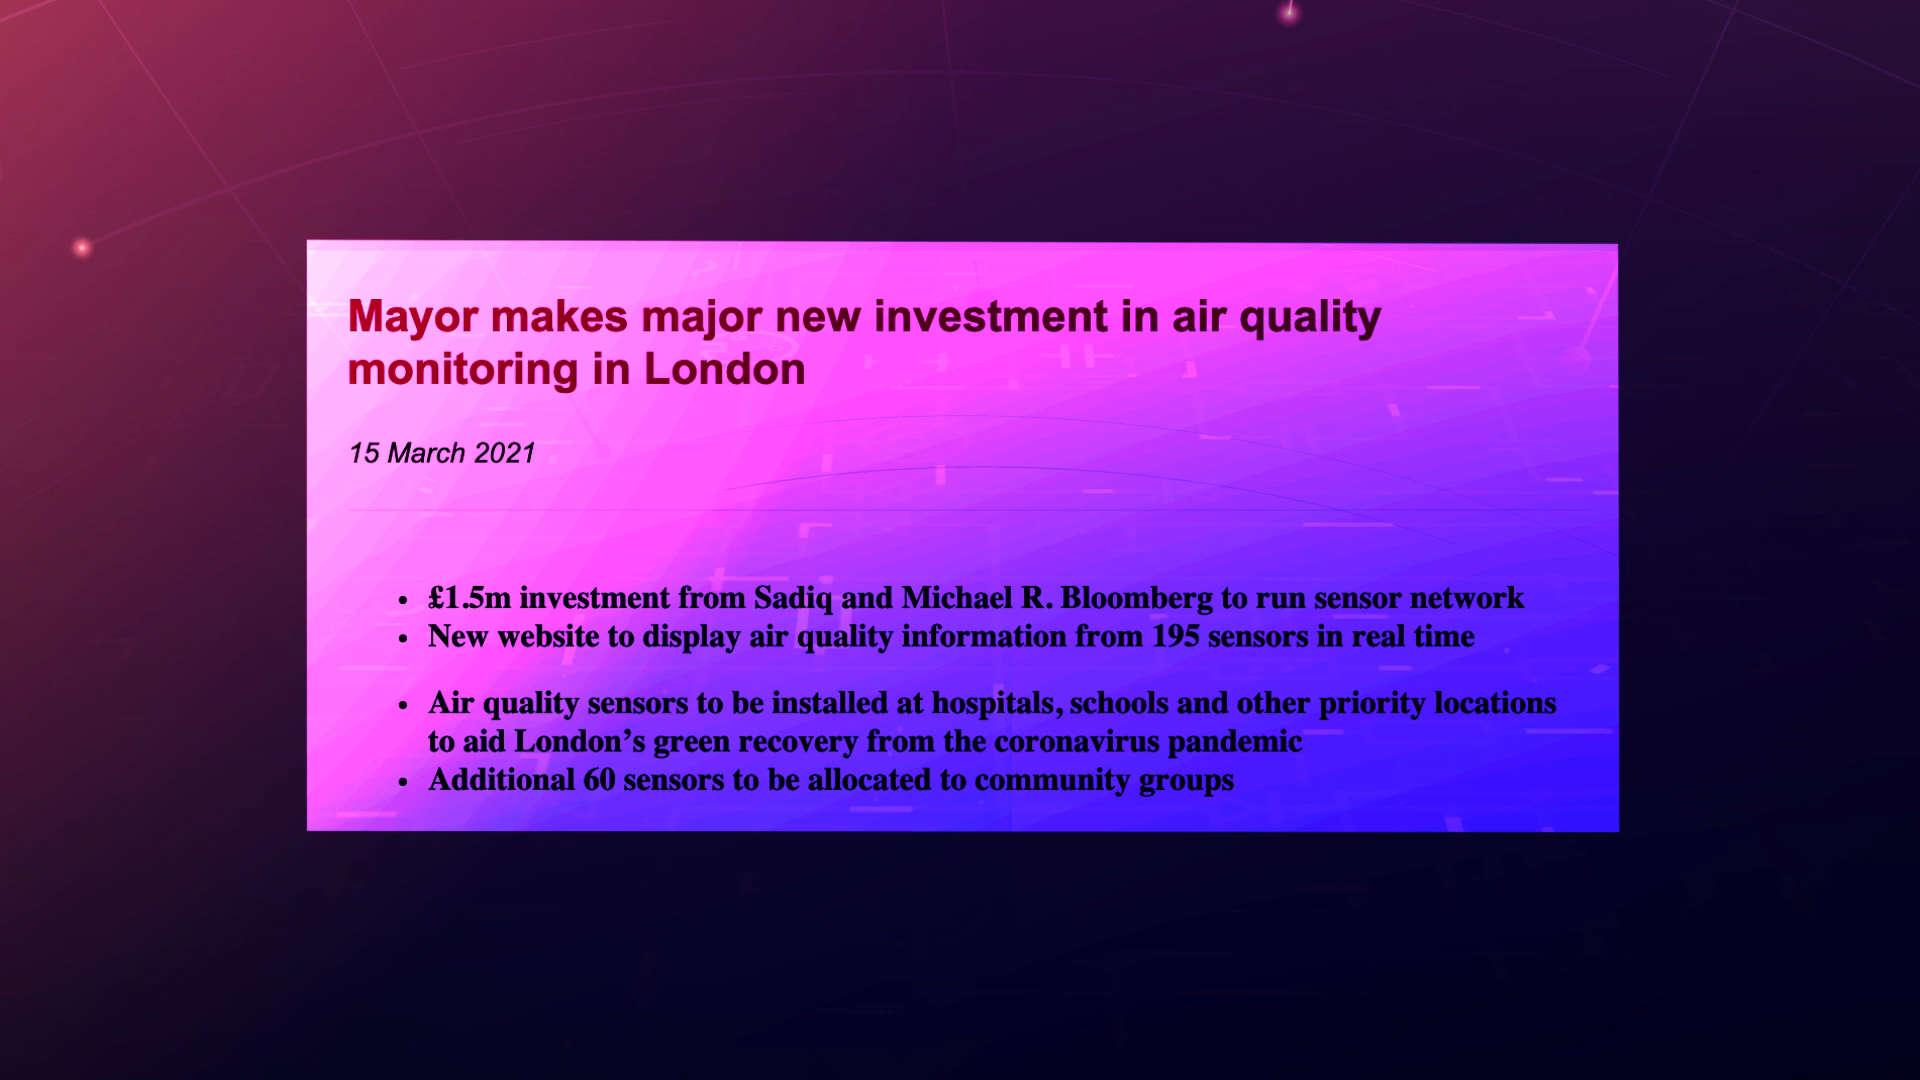 Mayor makes major new investment in air quality
monitoring in London
15 March 2021
• £1.5m investment from Sadiq and Michael R. Bloomberg to run sensor network
• New website to display air quality information from 195 sensors in real time
• Air quality sensors to be installed at hospitals, schools and other priority locations
to aid London’s green recovery from the coronavirus pandemic
• Additional 60 sensors to be allocated to community groups